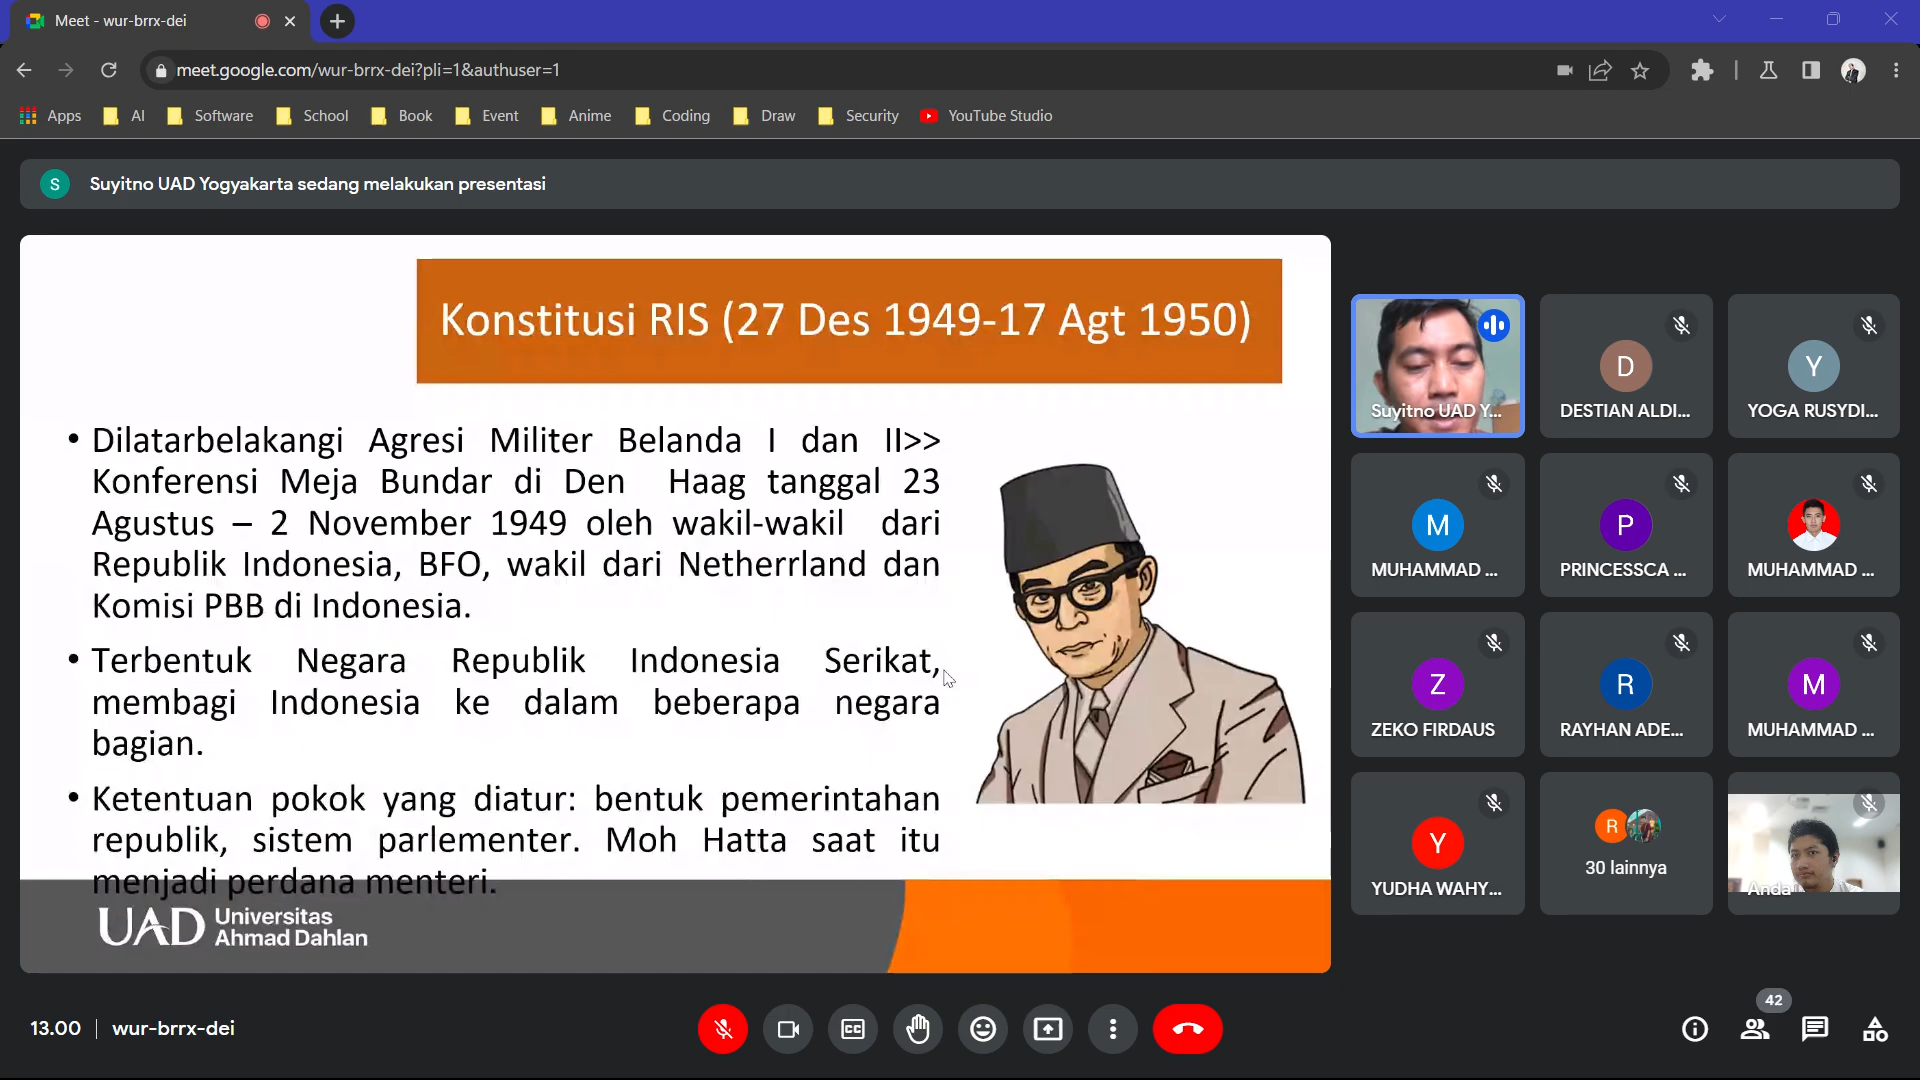 Meet - wur-brrx-dei
meet.google.com/wur-brrx-dei?pli=1&authuser=1
Apps AI Software School Book Event Anime Coding Draw Security YouTube Studio
S Suyitno UAD Yogyakarta sedang melakukan presentasi
Konstitusi RIS (27 Des 1949-17 Agt 1950)
• Dilatarbelakangi Agresi Militer Belanda I dan II>>
Konferensi Meja Bundar di Den Haag tanggal 23
Agustus – 2 November 1949 oleh wakil-wakil dari
Republik Indonesia, BFO, wakil dari Netherrland dan
Komisi PBB di Indonesia.
• Terbentuk Negara Republik Indonesia Serikat,
membagi Indonesia ke dalam beberapa negara
bagian.
• Ketentuan pokok yang diatur: bentuk pemerintahan
republik, sistem parlementer. Moh Hatta saat itu
menjadi perdana menteri.
UAD Universitas
Ahmad Dahlan
Suyitno UAD Y...
D
DESTIAN ALDI...
Y
YOGA RUSYDI...
M
MUHAMMAD ...
P
PRINCESSCA ...
MUHAMMAD ...
Z
ZEKO FIRDAUS
R
RAYHAN ADE...
M
MUHAMMAD ...
Y
YUDHA WAHY...
R
30 lainnya
Anda
13.00 | wur-brrx-dei
CC
42